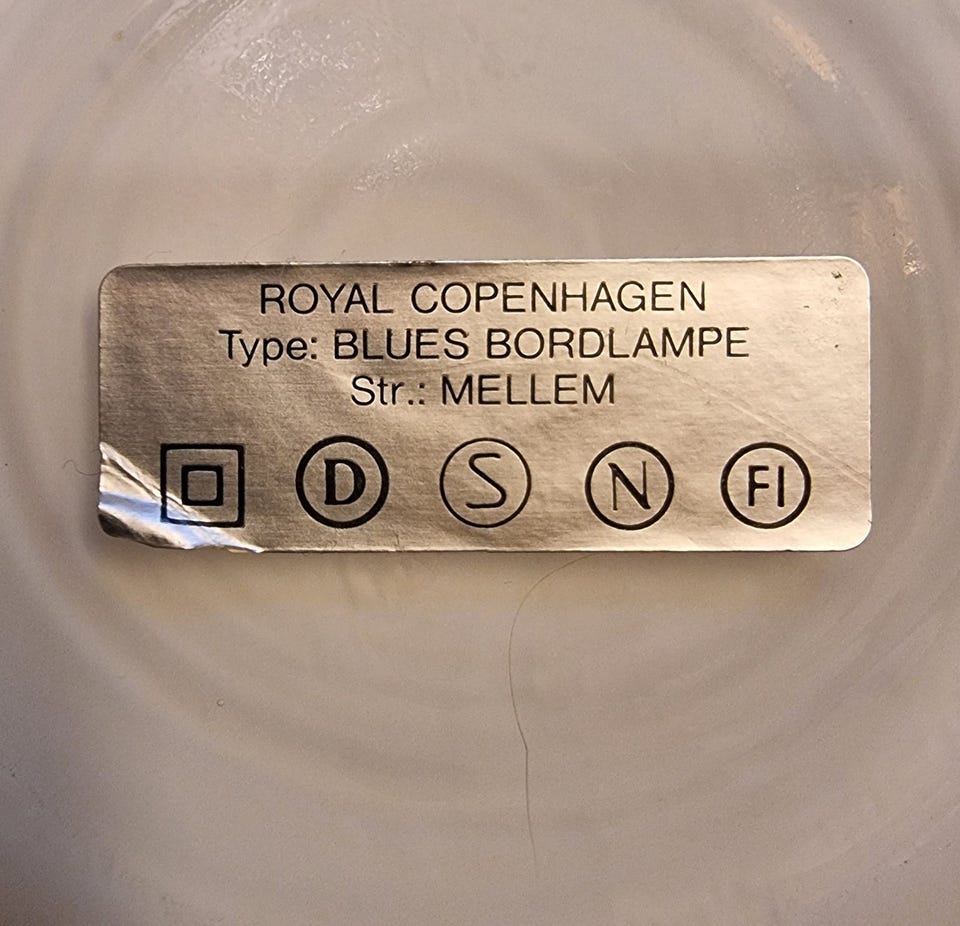 ROYAL COPENHAGEN
Type: BLUES BORDLAMPE
Str.: MELLEM
D S N FI